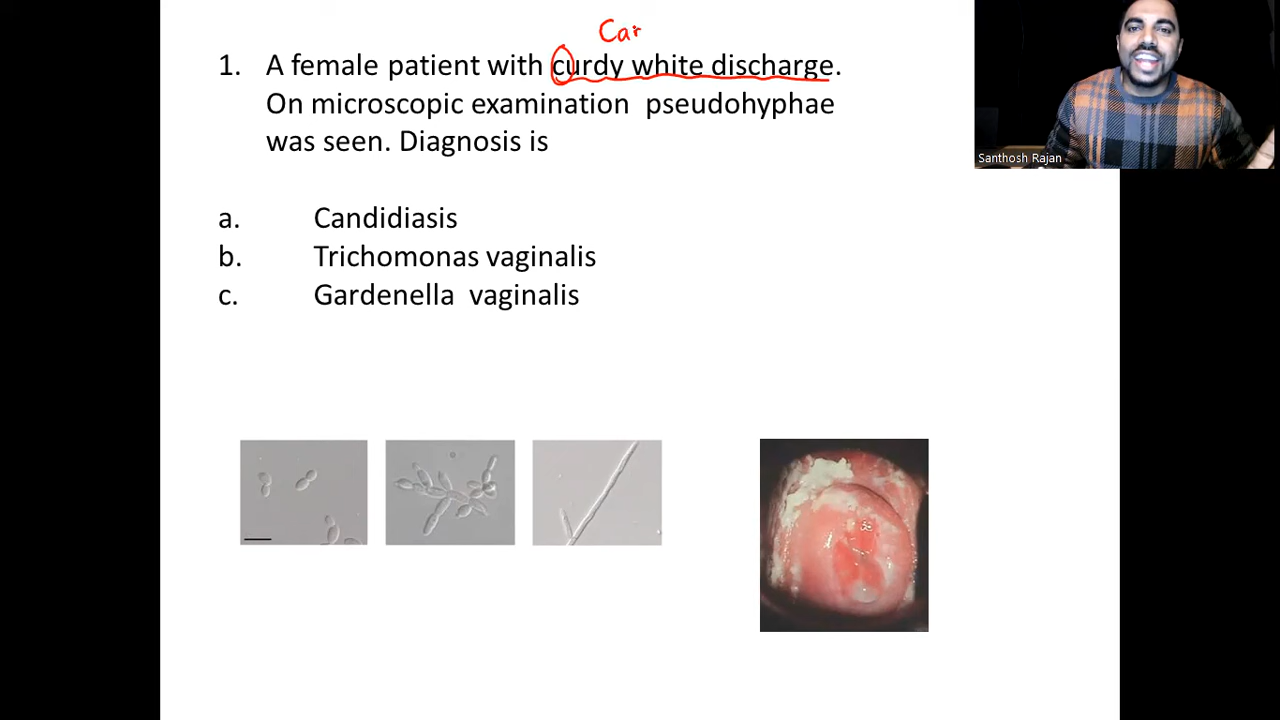 Car
1. A female patient with curdy white discharge.
On microscopic examination pseudohyphae
was seen. Diagnosis is
a. Candidiasis
b. Trichomonas vaginalis
c. Gardenella vaginalis
Santhosh Rajan